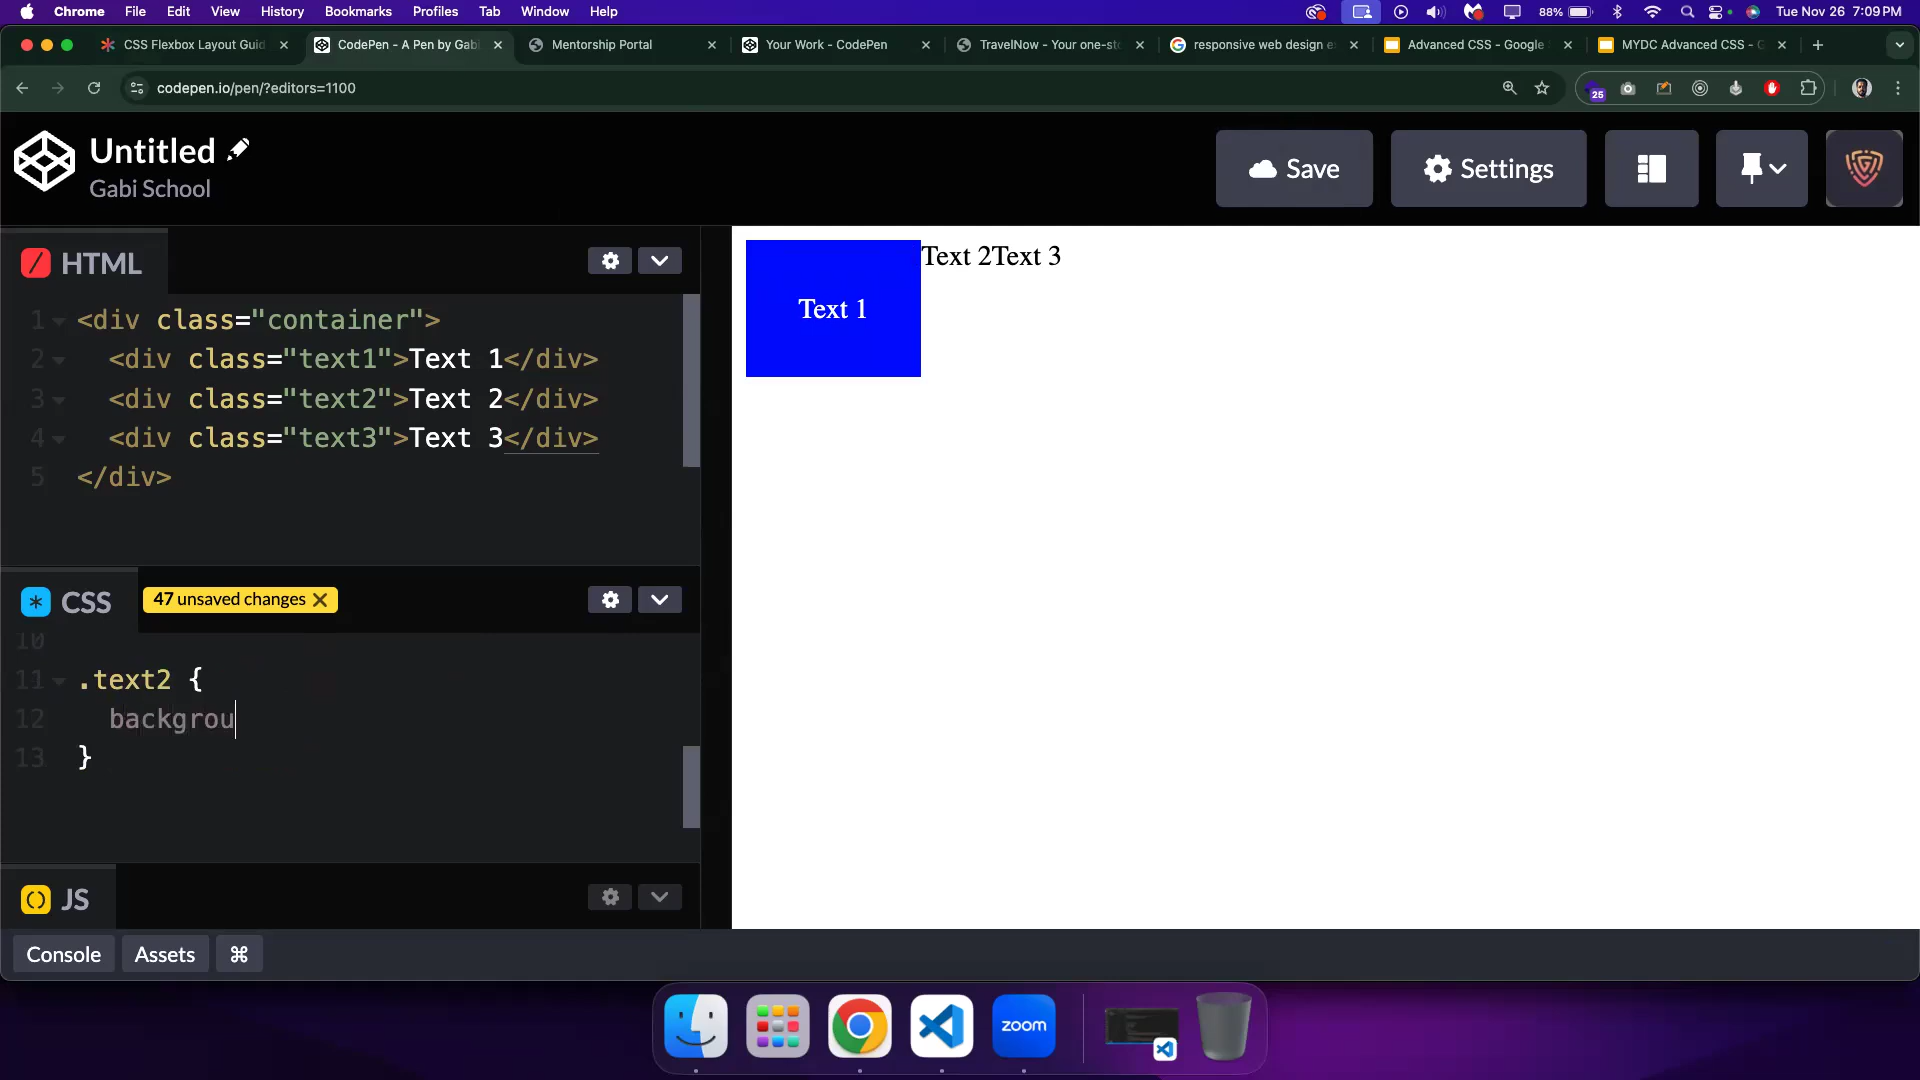 Chrome File Edit View History Bookmarks Profiles Tab Window Help 88% Tue Nov 26 7:09 PM
CSS Flexbox Layout Guid CodePen - A Pen by Gabi Mentorship Portal Your Work - CodePen TravelNow - Your one-sto responsive web design e Advanced CSS - Google MYDC Advanced CSS - G
codepen.io/pen/?editors=1100 25
Untitled
Gabi School
Save Settings
HTML
1 <div class="container">
2 <div class="text1">Text 1</div>
3 <div class="text2">Text 2</div>
4 <div class="text3">Text 3</div>
5 </div>
Text 1
Text 2Text 3
CSS 47 unsaved changes
10
11 .text2 {
12 backgrou
13 }
JS
Console Assets ⌘
zoom